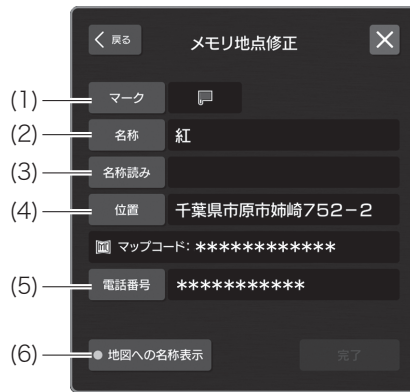 戻る メモリ地点修正
(1) マーク
(2) 名称 紅
(3) 名称読み
(4) 位置 千葉県市原市姉崎752-2
マップコード: ************
(5) 電話番号 ***********
(6) 地図への名称表示 完了